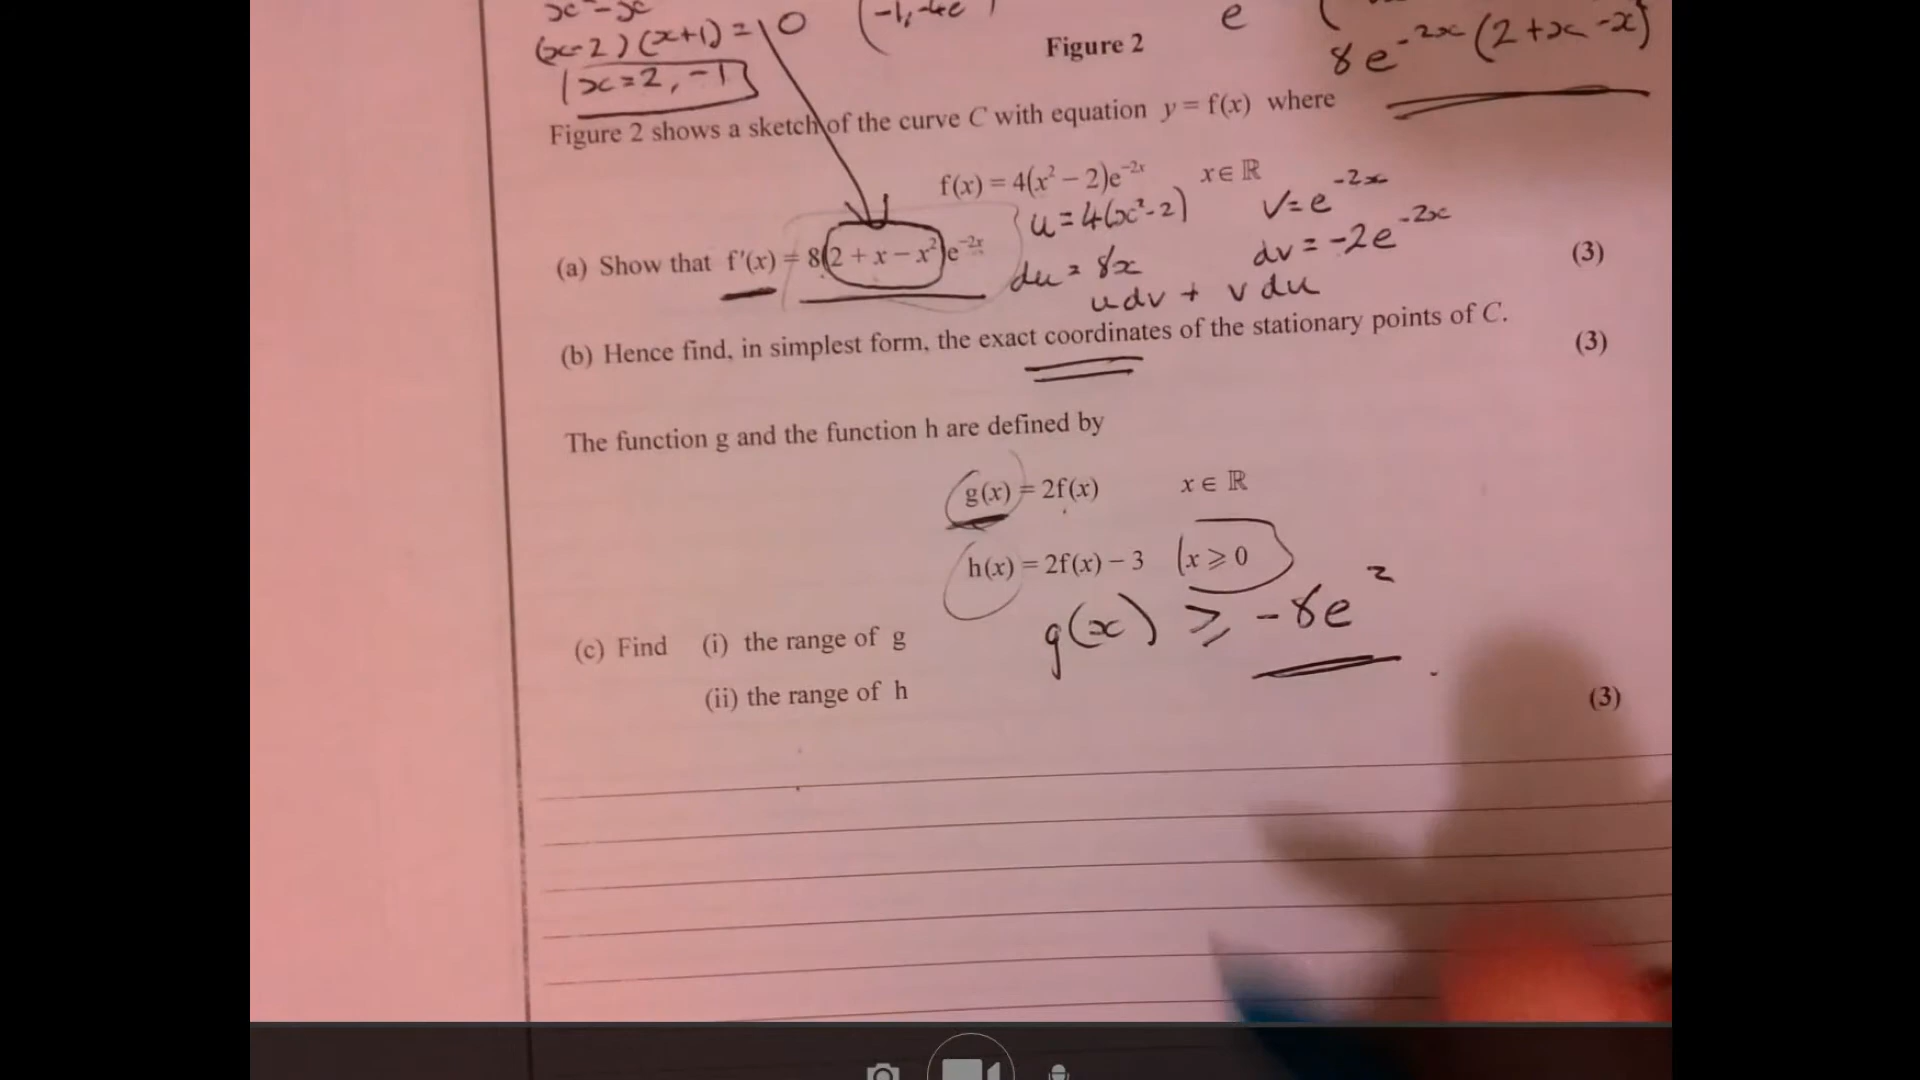 (x-2)(x+1) = 0
x=2, -1
(-1, -4e
e
Figure 2
8e^-2x (2+x-x)
Figure 2 shows a sketch of the curve C with equation y = f(x) where
f(x) = 4(x² − 2)e^−2x x ∈ ℝ
u = 4(x²-2) v = e^-2x
(a) Show that f′(x) = 8(2 + x − x²)e^−2x
du = 8x dv = -2e^-2x
(3)
udv + vdu
(b) Hence find, in simplest form, the exact coordinates of the stationary points of C.
(3)
The function g and the function h are defined by
g(x) = 2f(x) x ∈ ℝ
h(x) = 2f(x) − 3 x ⩾ 0
g(x) ⩾ -8e²
(c) Find (i) the range of g
(ii) the range of h
(3)